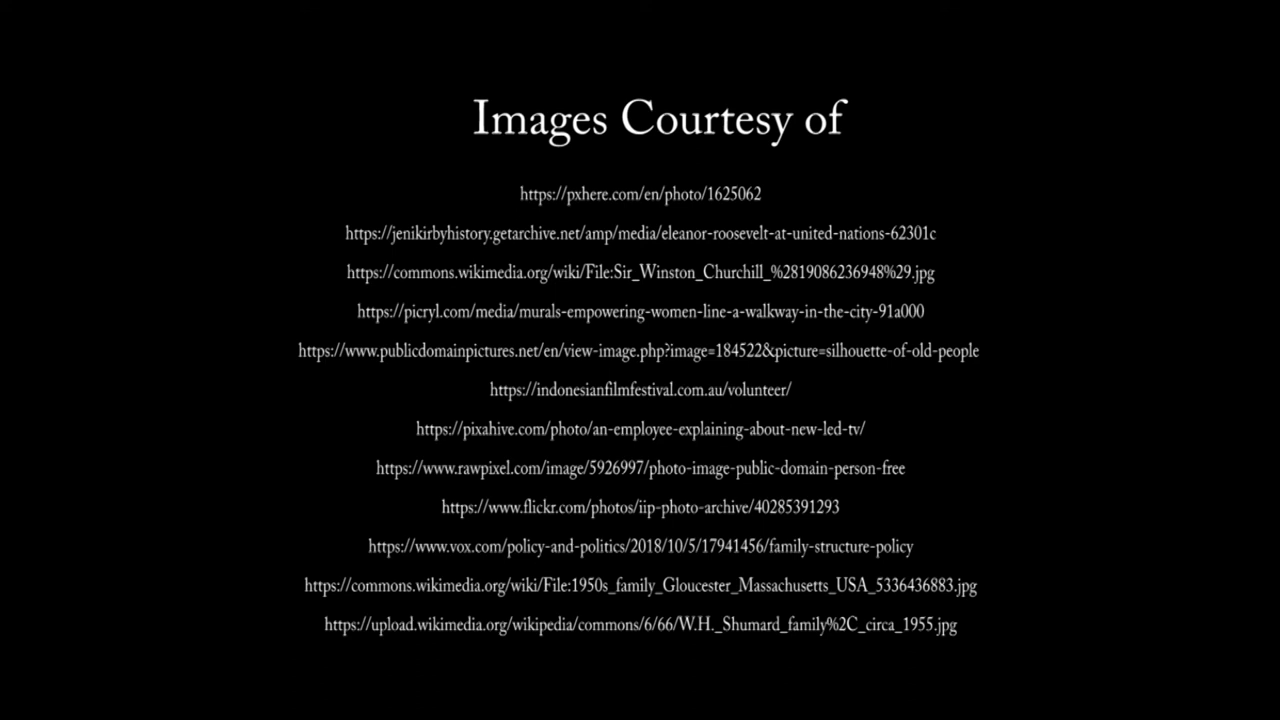 Images Courtesy of
https://pxhere.com/en/photo/1625062
https://jenikirbyhistory.getarchive.net/amp/media/eleanor-roosevelt-at-united-nations-62301c
https://commons.wikimedia.org/wiki/File:Sir_Winston_Churchill_%2819086236948%29.jpg
https://picryl.com/media/murals-empowering-women-line-a-walkway-in-the-city-91a000
https://www.publicdomainpictures.net/en/view-image.php?image=184522&picture=silhouette-of-old-people
https://indonesianfilmfestival.com.au/volunteer/
https://pixahive.com/photo/an-employee-explaining-about-new-led-tv/
https://www.rawpixel.com/image/5926997/photo-image-public-domain-person-free
https://www.flickr.com/photos/iip-photo-archive/40285391293
https://www.vox.com/policy-and-politics/2018/10/5/17941456/family-structure-policy
https://commons.wikimedia.org/wiki/File:1950s_family_Gloucester_Massachusetts_USA_5336436883.jpg
https://upload.wikimedia.org/wikipedia/commons/6/66/W.H._Shumard_family%2C_circa_1955.jpg